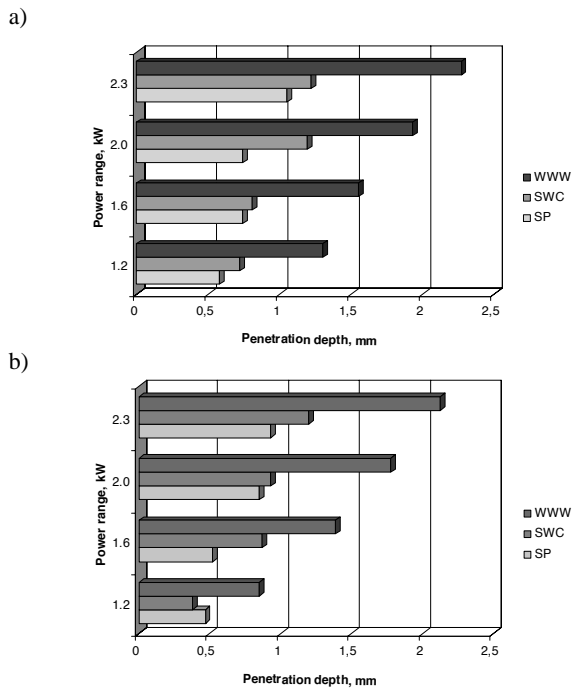 a)
Power range, kW
2.3
2.0
1.6
1.2
WWW
SWC
SP
0 0,5 1 1,5 2 2,5
Penetration depth, mm
b)
Power range, kW
2.3
2.0
1.6
1.2
WWW
SWC
SP
0 0,5 1 1,5 2 2,5
Penetration depth, mm